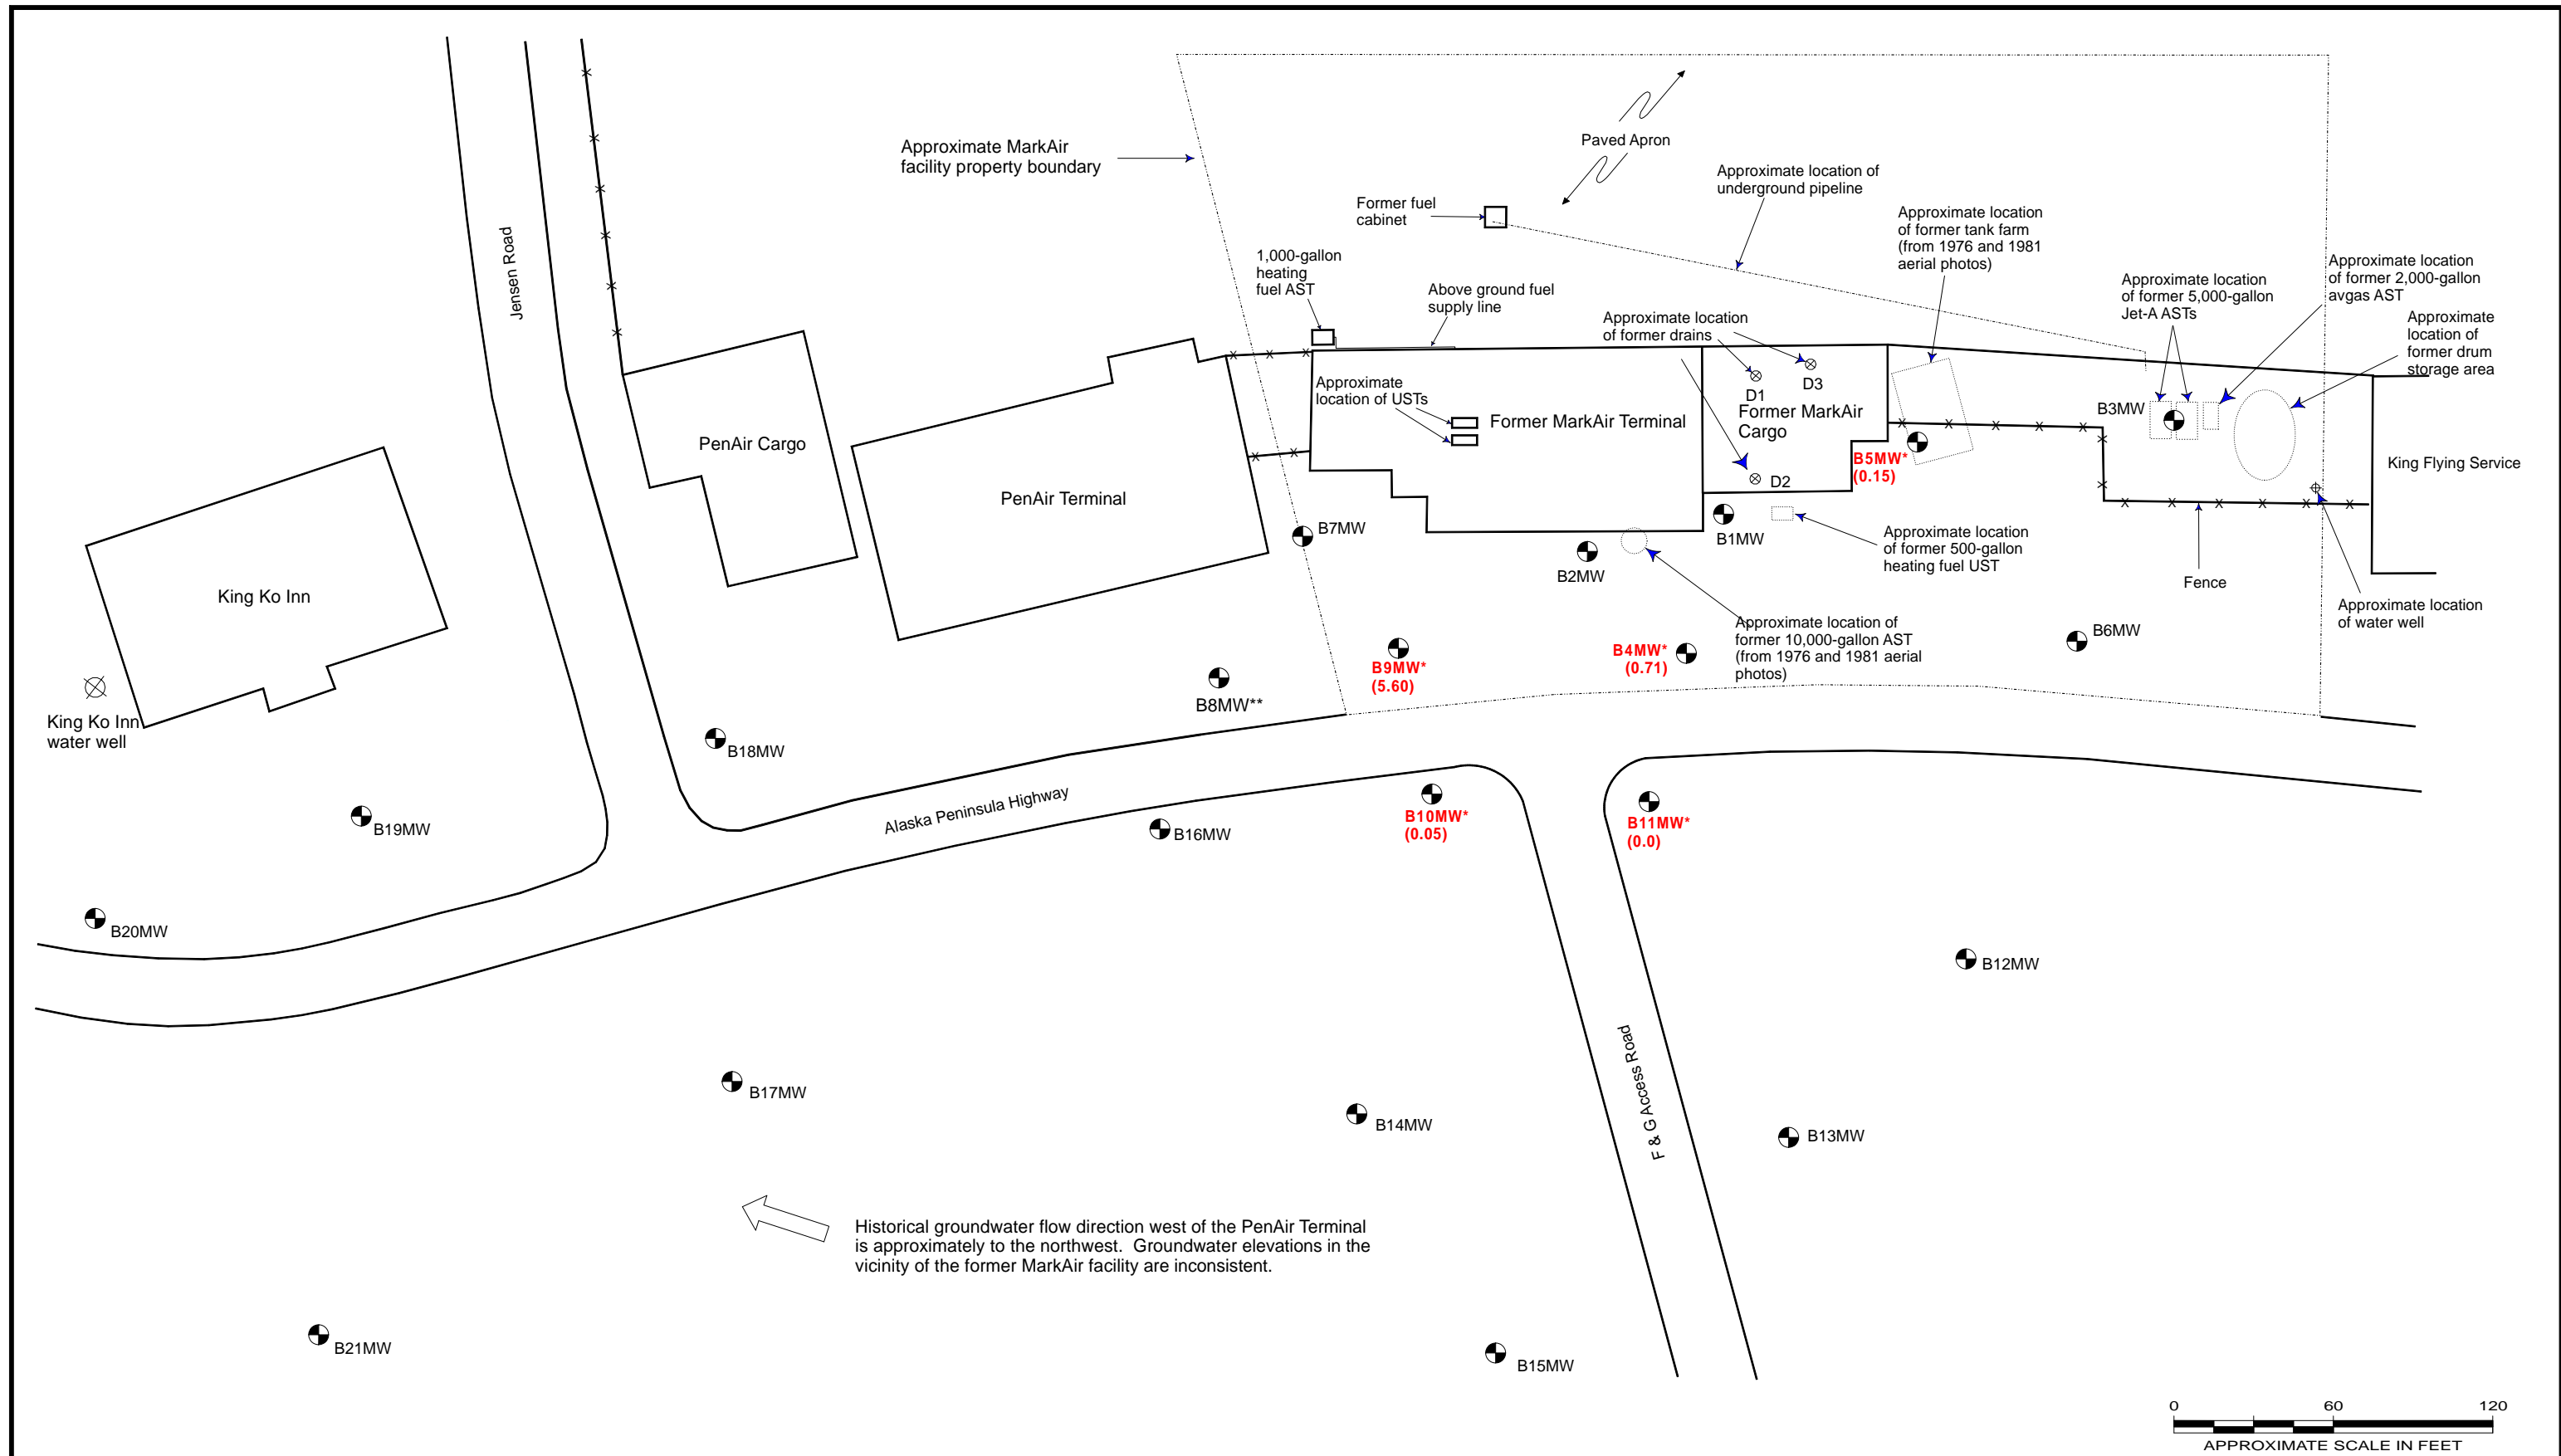 Approximate MarkAir
facility property boundary
Paved Apron
Approximate location of
underground pipeline
Former fuel
cabinet
Approximate location
of former tank farm
(from 1976 and 1981
aerial photos)
1,000-gallon
heating
fuel AST
Above ground fuel
supply line
Approximate location
of former drains
Approximate location
of former 5,000-gallon
Jet-A ASTs
Approximate location
of former 2,000-gallon
avgas AST
Approximate
location of
former drum
storage area
Jensen Road
Approximate
location of USTs
D1
D3
Former MarkAir Terminal
Former MarkAir
Cargo
B3MW
PenAir Cargo
B5MW*
(0.15)
King Flying Service
D2
PenAir Terminal
B7MW
B1MW
Approximate location
of former 500-gallon
heating fuel UST
B2MW
Fence
King Ko Inn
Approximate location
of water well
Approximate location of
former 10,000-gallon AST
(from 1976 and 1981 aerial
photos)
B6MW
B4MW*
(0.71)
B9MW*
(5.60)
B8MW**
King Ko Inn
water well
B18MW
Alaska Peninsula Highway
B19MW
B16MW
B10MW*
(0.05)
B11MW*
(0.0)
B20MW
B12MW
F & G Access Road
B17MW
B14MW
B13MW
Historical groundwater flow direction west of the PenAir Terminal
is approximately to the northwest.  Groundwater elevations in the
vicinity of the former MarkAir facility are inconsistent.
B21MW
B15MW
0 60 120
APPROXIMATE SCALE IN FEET